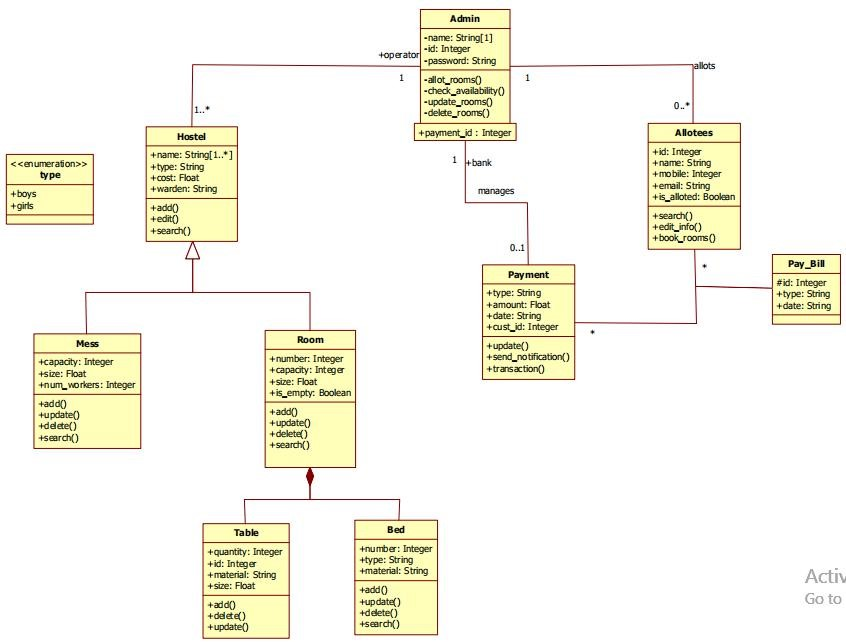 Admin
-name: String[1]
-id: Integer
-password: String
-allot_rooms()
-check_availability()
-update_rooms()
-delete_rooms()
+payment_id : Integer
+operator
1
1
allots
1..*
0..*
Hostel
+name: String[1..*]
+type: String
+cost: Float
+warden: String
+add()
+edit()
+search()
<<enumeration>>
type
+boys
+girls
Allotees
+id: Integer
+name: String
+mobile: Integer
+email: String
+is_alloted: Boolean
+search()
+edit_info()
+book_rooms()
1
+bank
manages
0..1
*
Pay_Bill
#id: Integer
+type: String
+date: String
Payment
+type: String
+amount: Float
+date: String
+cust_id: Integer
+update()
+send_notification()
+transaction()
*
Mess
+capacity: Integer
+size: Float
+num_workers: Integer
+add()
+update()
+delete()
+search()
Room
+number: Integer
+capacity: Integer
+size: Float
+is_empty: Boolean
+add()
+update()
+delete()
+search()
Table
+quantity: Integer
+id: Integer
+material: String
+size: Float
+add()
+delete()
+update()
Bed
+number: Integer
+type: String
+material: String
+add()
+update()
+delete()
+search()
Activ
Go to